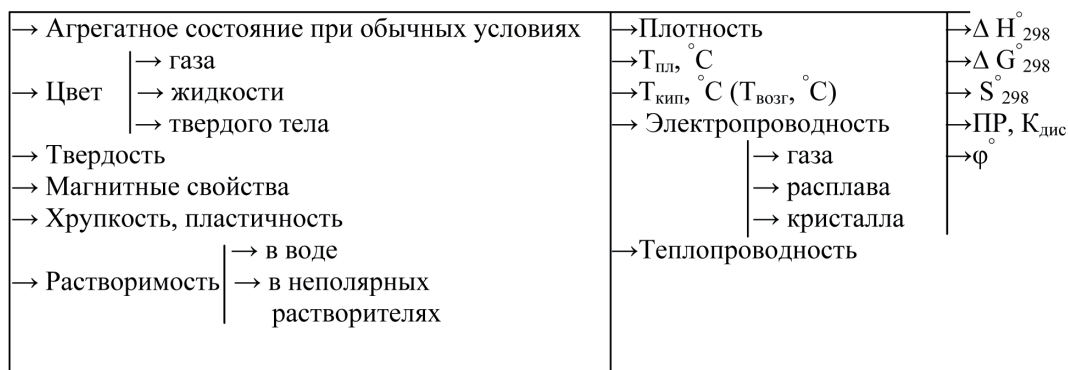 → Агрегатное состояние при обычных условиях
→ Цвет
→ газа
→ жидкости
→ твердого тела
→ Твердость
→ Магнитные свойства
→ Хрупкость, пластичность
→ Растворимость
→ в воде
→ в неполярных
растворителях
→Плотность
→Тпл, °С
→Ткип, °С (Твозг, °С)
→ Электропроводность
→ газа
→ расплава
→ кристалла
→Теплопроводность
→Δ H°298
→Δ G°298
→ S°298
→ПР, Кдис
→φ°